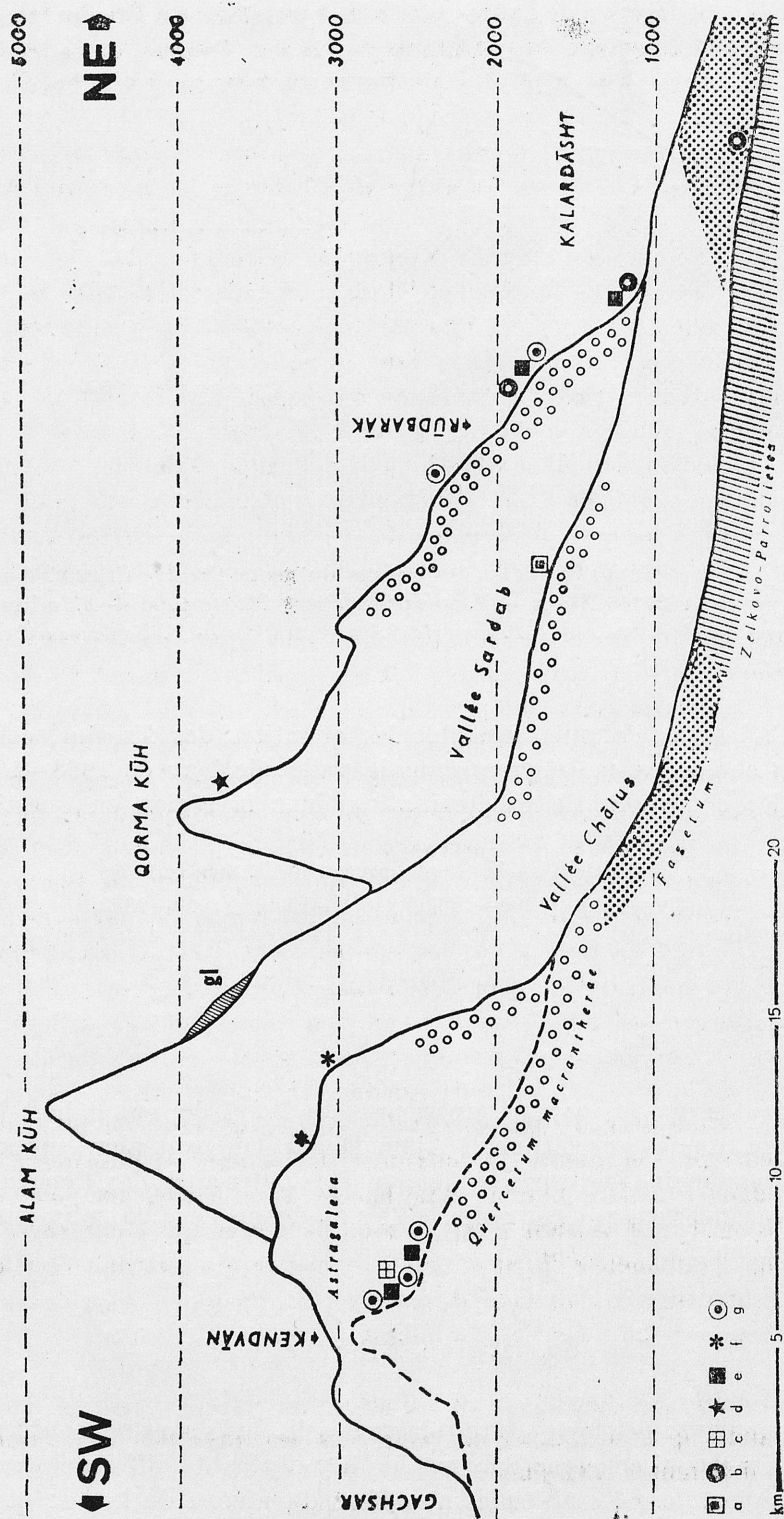 SW
NE
5000
4000
3000
2000
1000
m
ALAM KŪH
QORMA KŪH
gl
KENDVĀN
GACHSAR
Astragaleta
RŪDBARĀK
KALARDĀSHT
Vallée Sardab
Vallée Chālus
Quercetum macrantherae
Fagetum
Zelkovo-Parrotietea
a b c d e f g
km 5 10 15 20